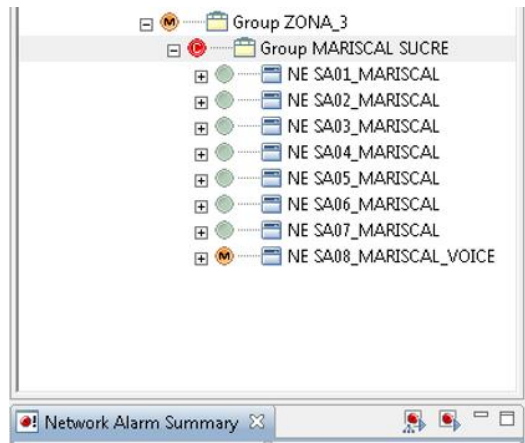 M Group ZONA_3
C Group MARISCAL SUCRE
NE SA01_MARISCAL
NE SA02_MARISCAL
NE SA03_MARISCAL
NE SA04_MARISCAL
NE SA05_MARISCAL
NE SA06_MARISCAL
NE SA07_MARISCAL
M NE SA08_MARISCAL_VOICE
Network Alarm Summary